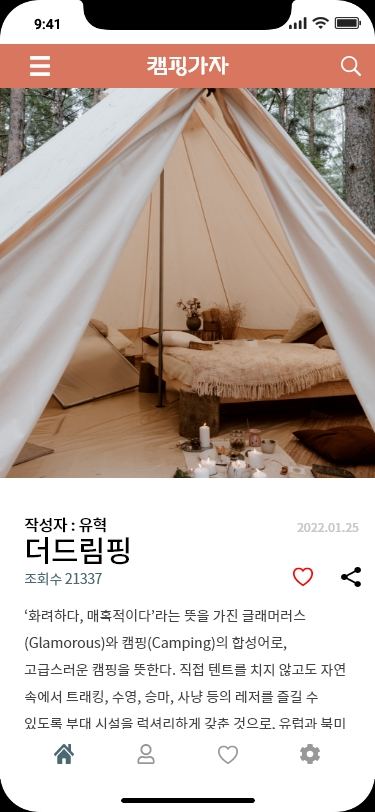 9:41
캠핑가자
작성자 : 유혁
2022.01.25
더드림핑
조회수 21337
‘화려하다, 매혹적이다’라는 뜻을 가진 글래머러스
(Glamorous)와 캠핑(Camping)의 합성어로,
고급스러운 캠핑을 뜻한다. 직접 텐트를 치지 않고도 자연
속에서 트래킹, 수영, 승마, 사냥 등의 레저를 즐길 수
있도록 부대 시설을 럭셔리하게 갖춘 것으로, 유럽과 북미